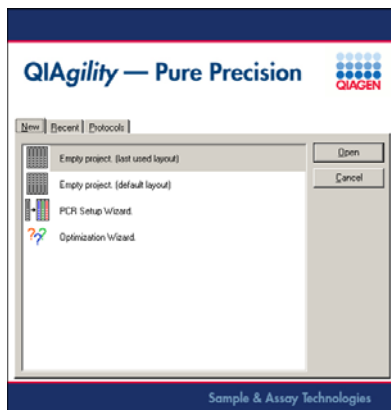 QIAgility — Pure Precision
QIAGEN
New Recent Protocols
Empty project. (last used layout)
Open
Empty project. (default layout)
Cancel
PCR Setup Wizard.
Optimization Wizard.
Sample & Assay Technologies